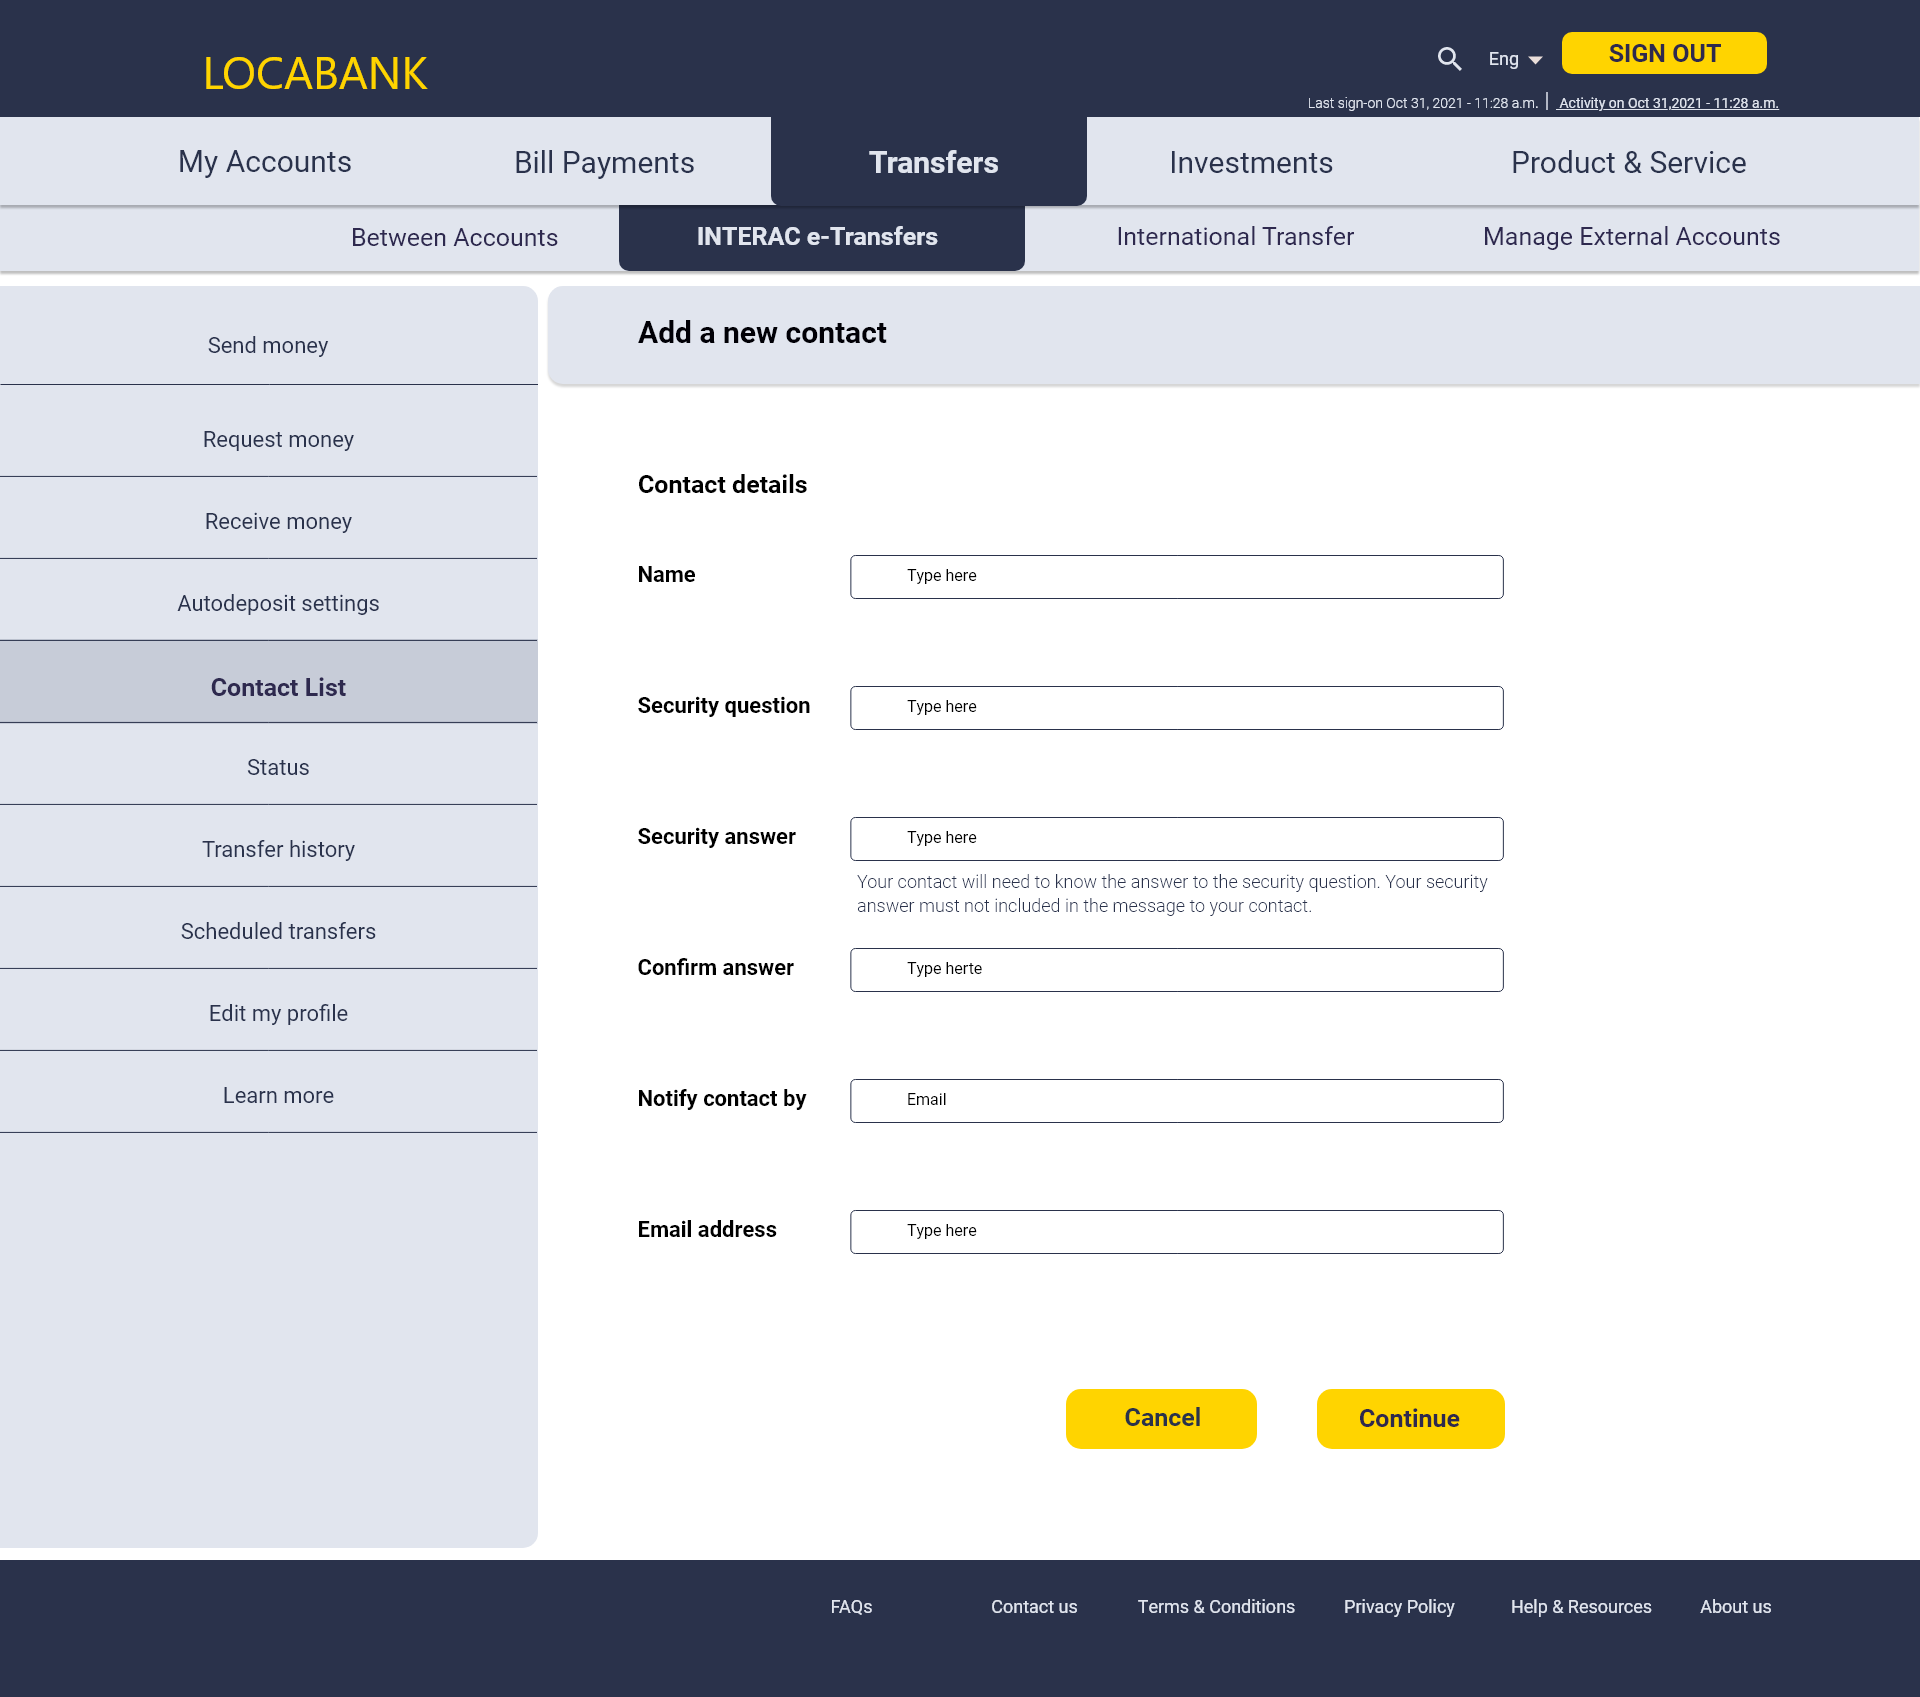 LOCABANK
Eng
SIGN OUT
Last sign-on Oct 31, 2021 - 11:28 a.m.
Activity on Oct 31,2021 - 11:28 a.m.
My Accounts
Bill Payments
Transfers
Investments
Product & Service
Between Accounts
INTERAC e-Transfers
International Transfer
Manage External Accounts
Send money
Request money
Receive money
Autodeposit settings
Contact List
Status
Transfer history
Scheduled transfers
Edit my profile
Learn more
Add a new contact
Contact details
Name
Type here
Security question
Type here
Security answer
Type here
Your contact will need to know the answer to the security question. Your security
answer must not included in the message to your contact.
Confirm answer
Type herte
Notify contact by
Email
Email address
Type here
Cancel
Continue
FAQs
Contact us
Terms & Conditions
Privacy Policy
Help & Resources
About us